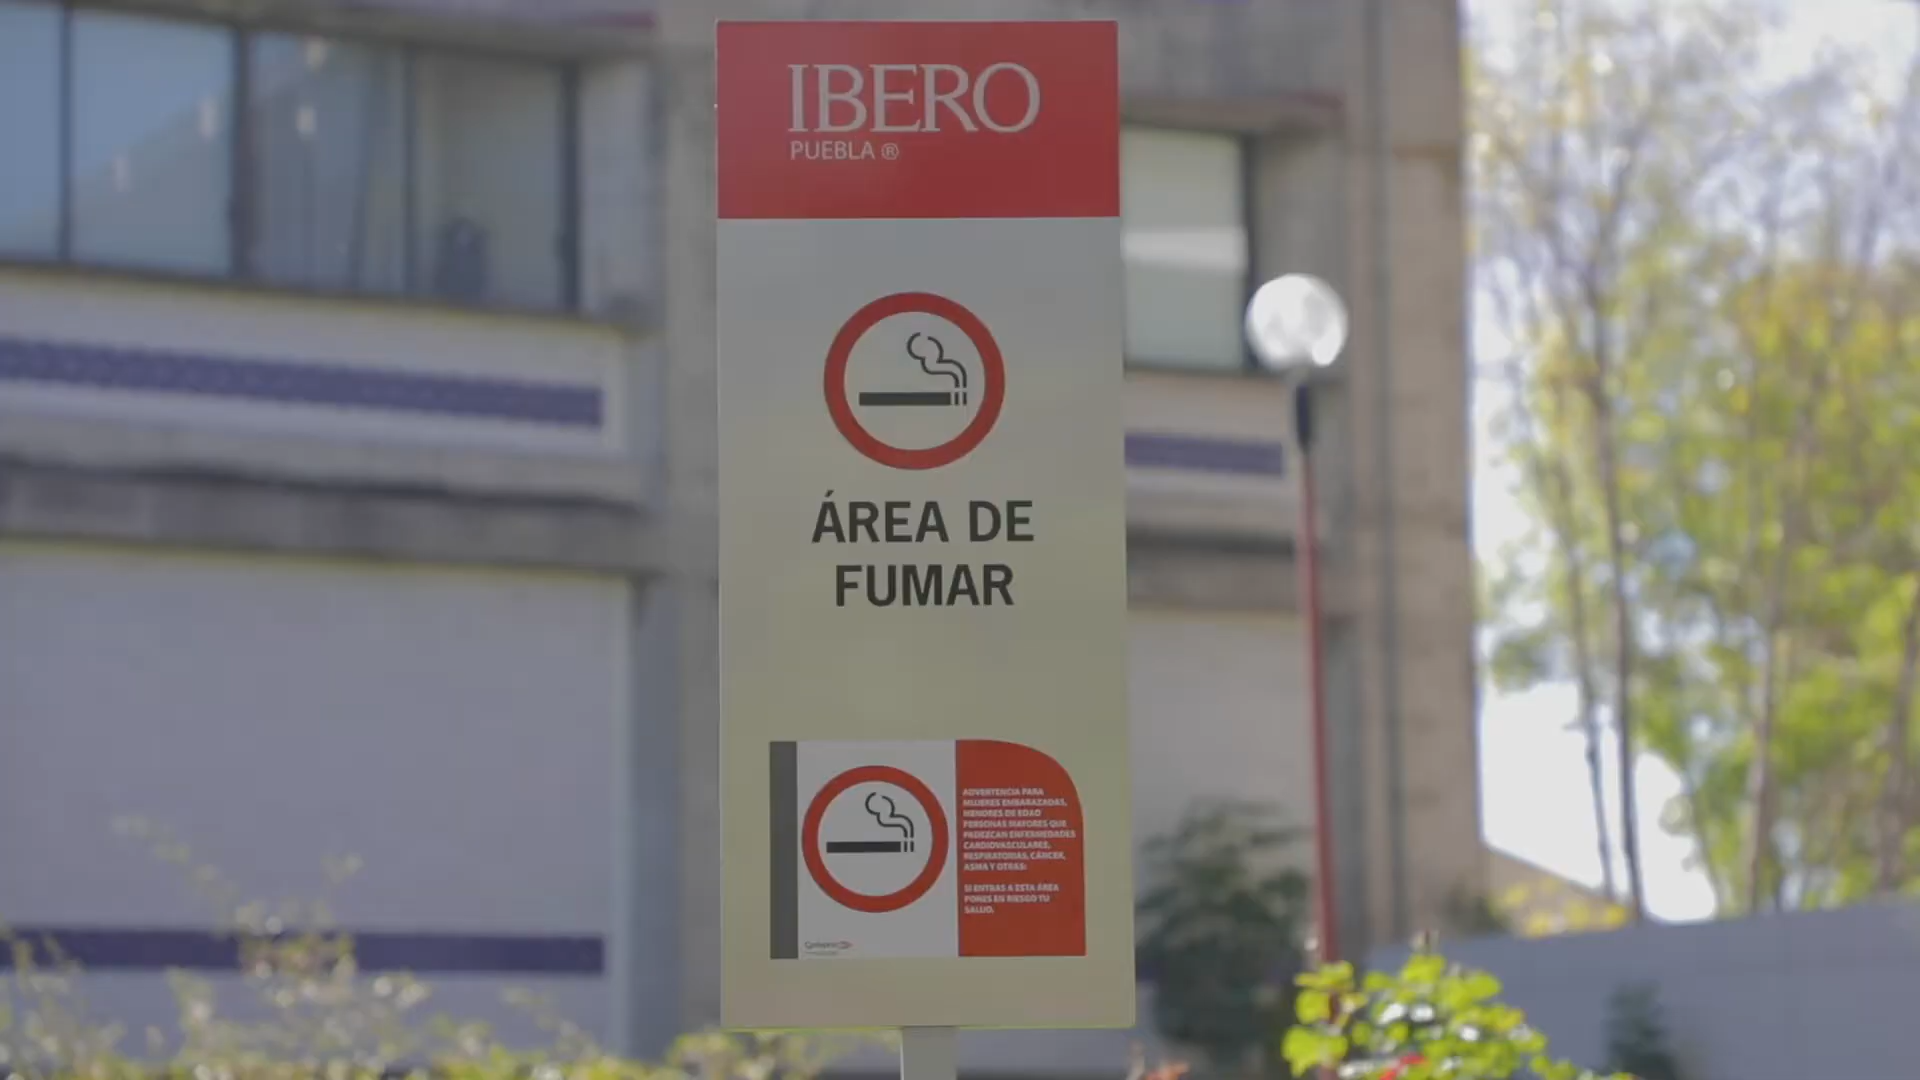 IBERO
PUEBLA ®
ÁREA DE
FUMAR
ADVERTENCIA PARA
MUJERES EMBARAZADAS,
MENORES DE EDAD
PERSONAS MAYORES QUE
PADEZCAN ENFERMEDADES
CARDIOVASCULARES,
RESPIRATORIAS, CÁNCER,
ASMA Y OTRAS:
SI ENTRAS A ESTA ÁREA
PONES EN RIESGO TU
SALUD.